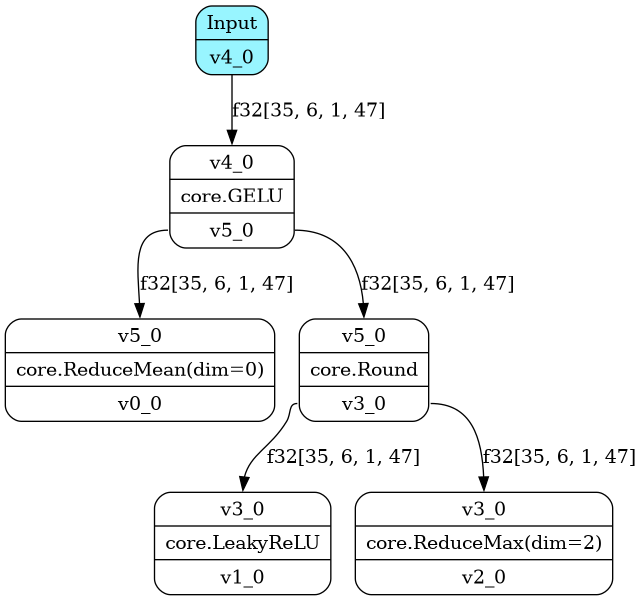 Input
v4_0
f32[35, 6, 1, 47]
v4_0
core.GELU
v5_0
f32[35, 6, 1, 47]
f32[35, 6, 1, 47]
v5_0
core.ReduceMean(dim=0)
v0_0
v5_0
core.Round
v3_0
f32[35, 6, 1, 47]
f32[35, 6, 1, 47]
v3_0
core.LeakyReLU
v1_0
v3_0
core.ReduceMax(dim=2)
v2_0